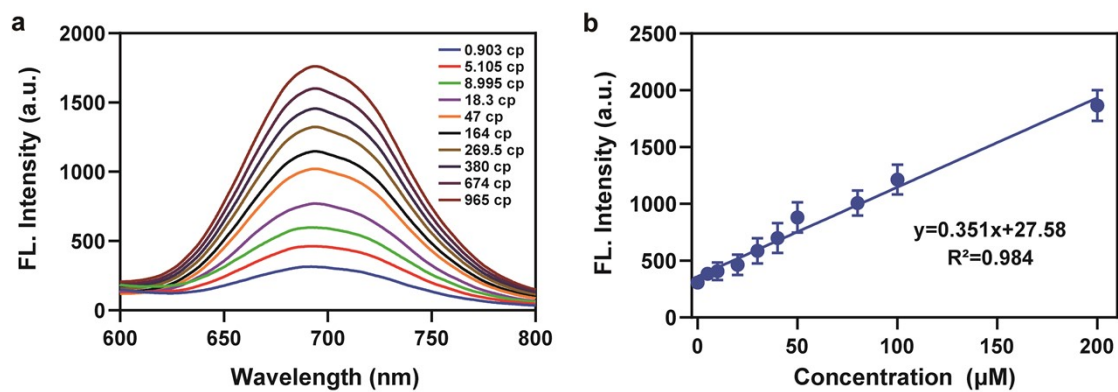 a
2000
1500
1000
500
0
FL. Intensity (a.u.)
600
650
700
750
800
Wavelength (nm)
0.903 cp
5.105 cp
8.995 cp
18.3 cp
47 cp
164 cp
269.5 cp
380 cp
674 cp
965 cp
b
2500
2000
1500
1000
500
0
FL. Intensity (a.u.)
0
50
100
150
200
Concentration (μM)
y=0.351x+27.58
R²=0.984